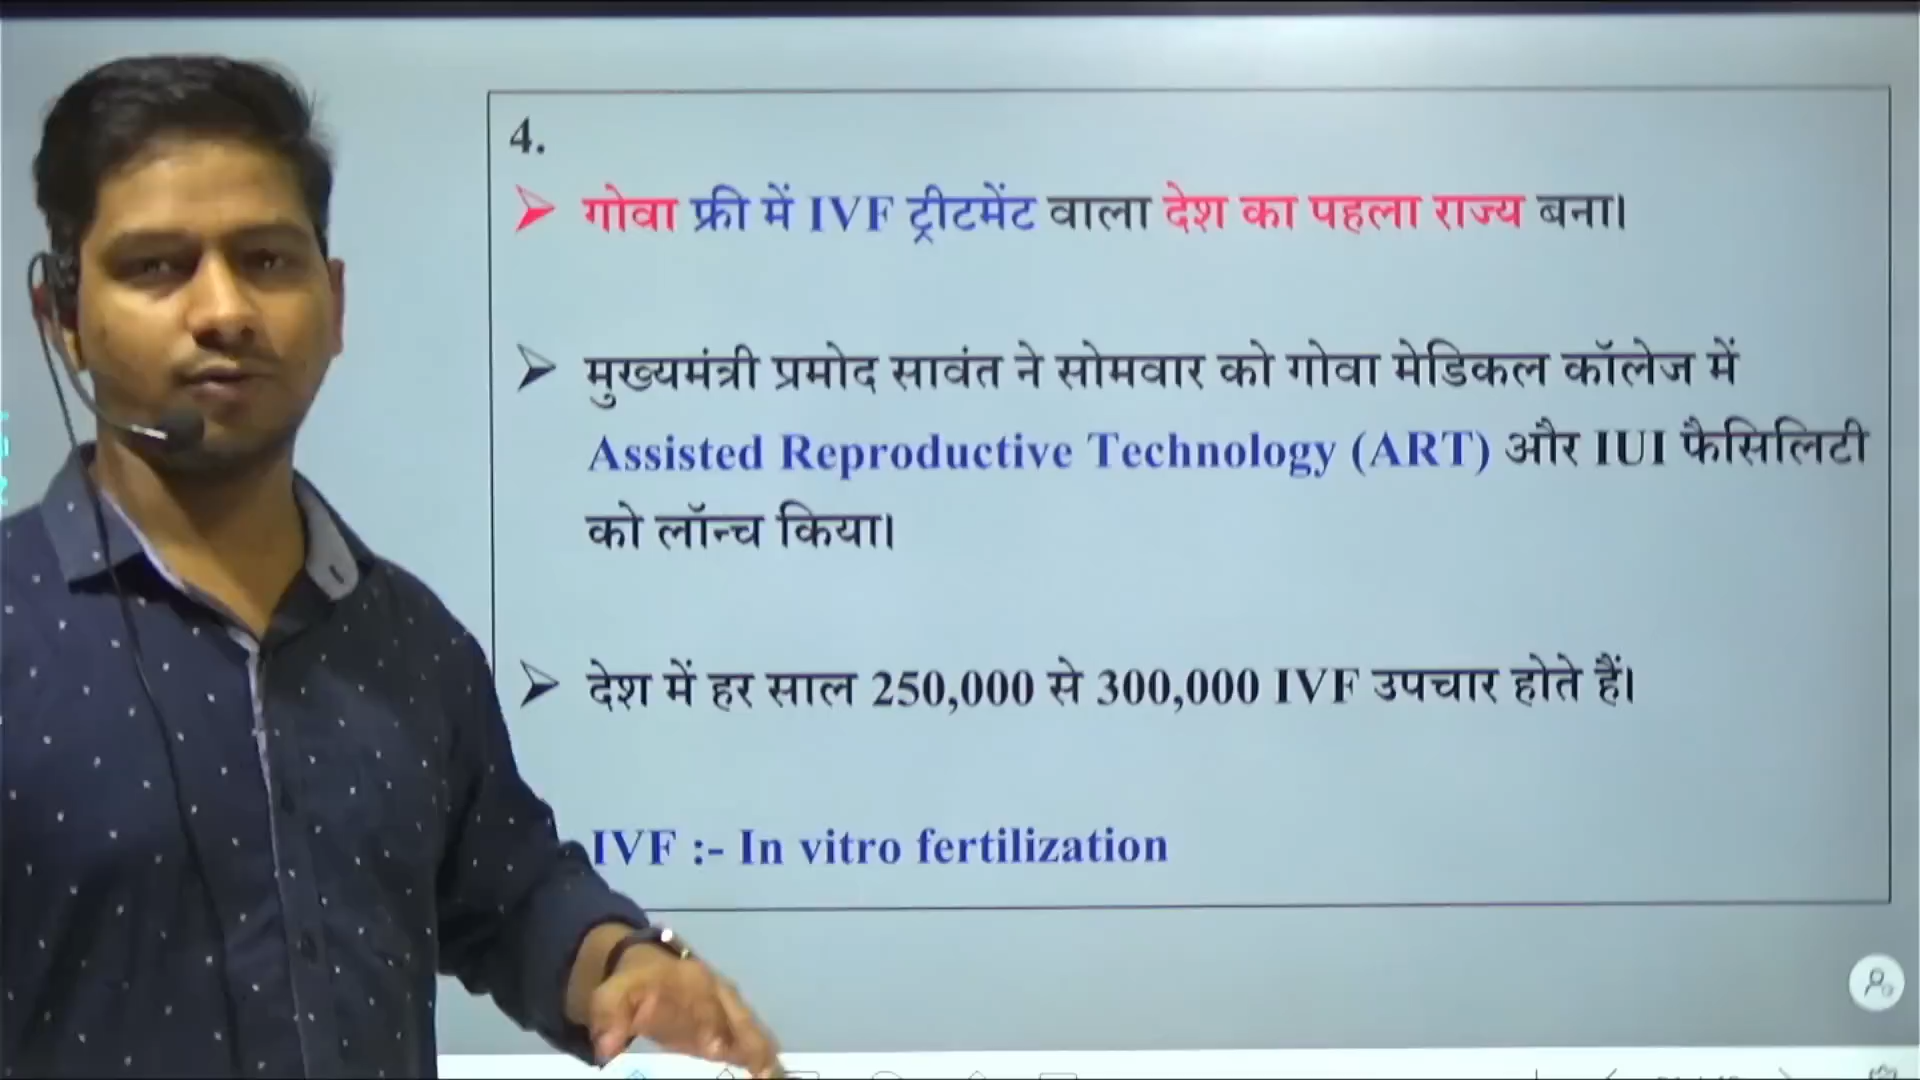 4.
➢ गोवा फ्री में IVF ट्रीटमेंट वाला देश का पहला राज्य बना।
➢ मुख्यमंत्री प्रमोद सावंत ने सोमवार को गोवा मेडिकल कॉलेज में
Assisted Reproductive Technology (ART) और IUI फैसिलिटी
को लॉन्च किया।
➢ देश में हर साल 250,000 से 300,000 IVF उपचार होते हैं।
IVF :- In vitro fertilization